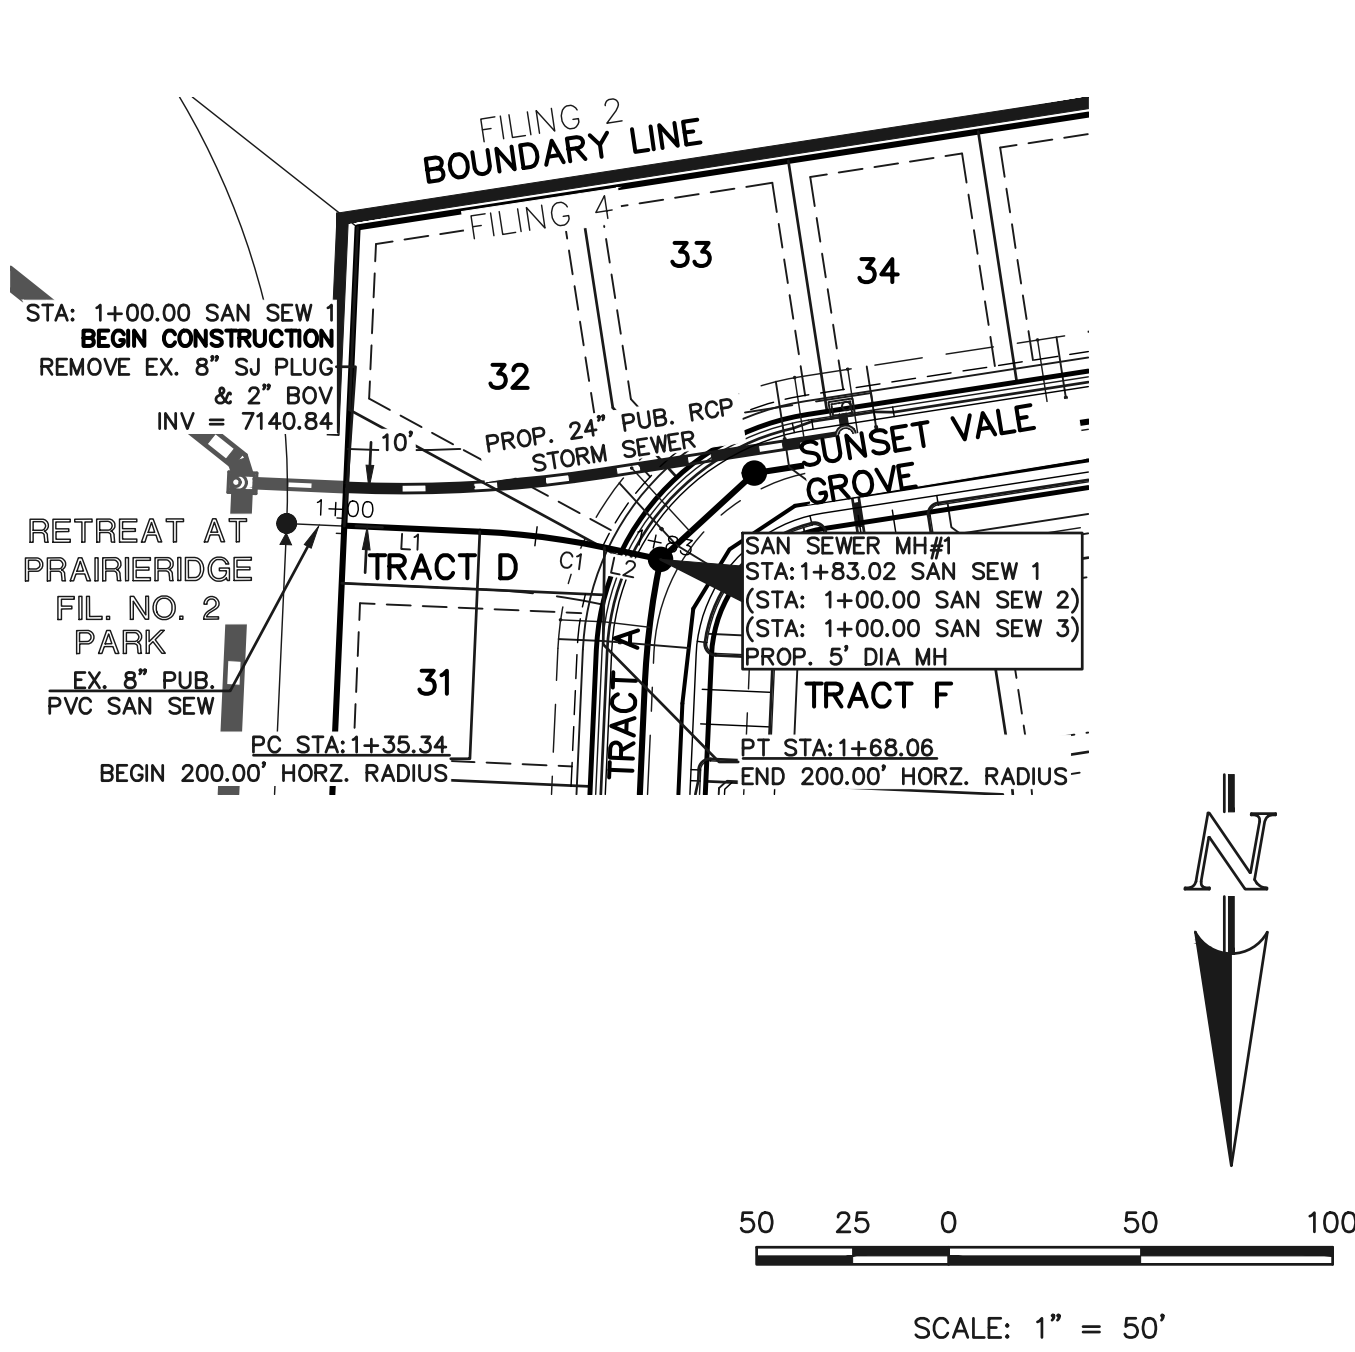 FILING 2
BOUNDARY LINE
FILING 4
33
34
32
STA: 1+00.00 SAN SEW 1
BEGIN CONSTRUCTION
REMOVE EX. 8" SJ PLUG
& 2" BOV
INV = 7140.84
10'
PROP. 24" PUB. RCP
STORM SEWER
SUNSET VALE
GROVE
1+00
L1
TRACT D
C1
L2
1+83
RETREAT AT
PRAIRIERIDGE
FIL. NO. 2
PARK
SAN SEWER MH#1
STA:1+83.02 SAN SEW 1
(STA: 1+00.00 SAN SEW 2)
(STA: 1+00.00 SAN SEW 3)
PROP. 5' DIA MH
EX. 8" PUB.
PVC SAN SEW
31
TRACT A
TRACT F
PC STA:1+35.34
BEGIN 200.00' HORZ. RADIUS
PT STA:1+68.06
END 200.00' HORZ. RADIUS
N
50 25 0 50 100
SCALE: 1" = 50'